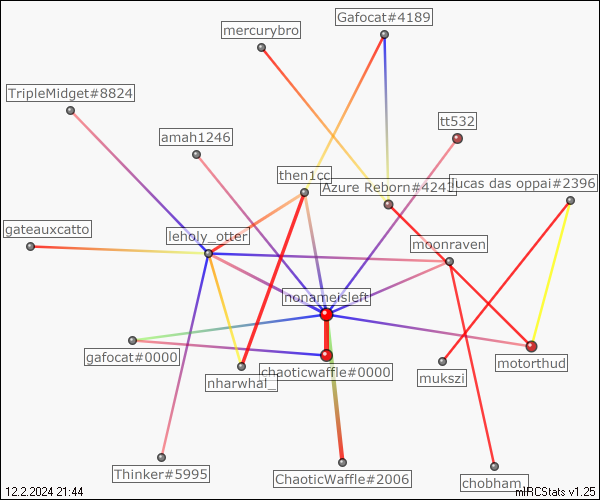 Gafocat#4189
mercurybro
TripleMidget#8824
tt532
amah1246
then1cc
lucas das oppai#2396
Azure Reborn#4241
gateauxcatto
leholy_otter
moonraven
nonameisleft
gafocat#0000
chaoticwaffle#0000
motorthud
nharwhal_
mukszi
Thinker#5995
ChaoticWaffle#2006
chobham_
12.2.2024 21:44
mIRCStats v1.25